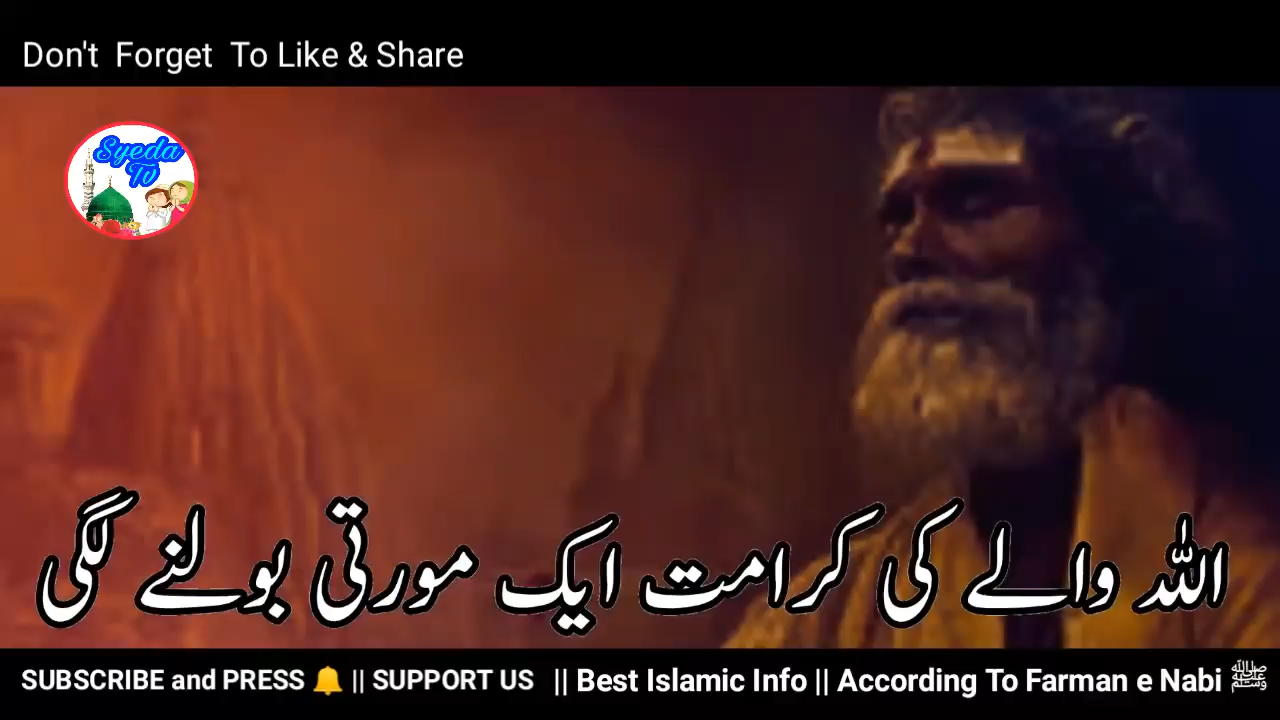 Don't Forget To Like & Share
Syeda
Tv
اللہ والے کی کرامت ایک مورتی بولنے لگی
SUBSCRIBE and PRESS 🔔 || SUPPORT US || Best Islamic Info || According To Farman e Nabi ﷺ